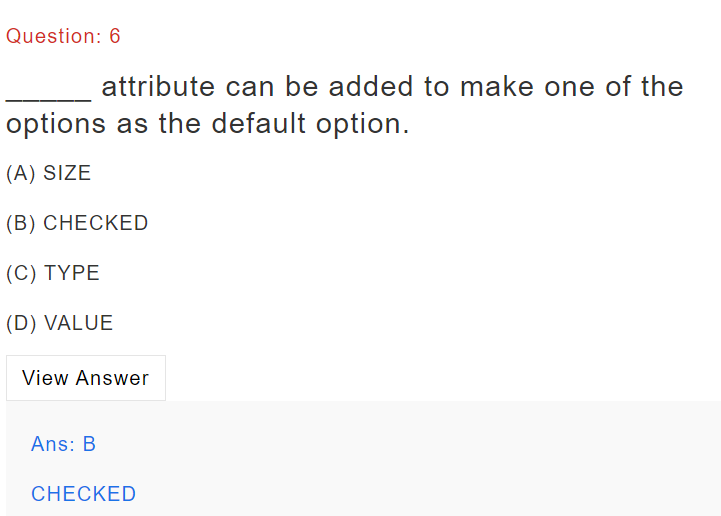 Question: 6
_____ attribute can be added to make one of the
options as the default option.
(A) SIZE
(B) CHECKED
(C) TYPE
(D) VALUE
View Answer
Ans: B
CHECKED